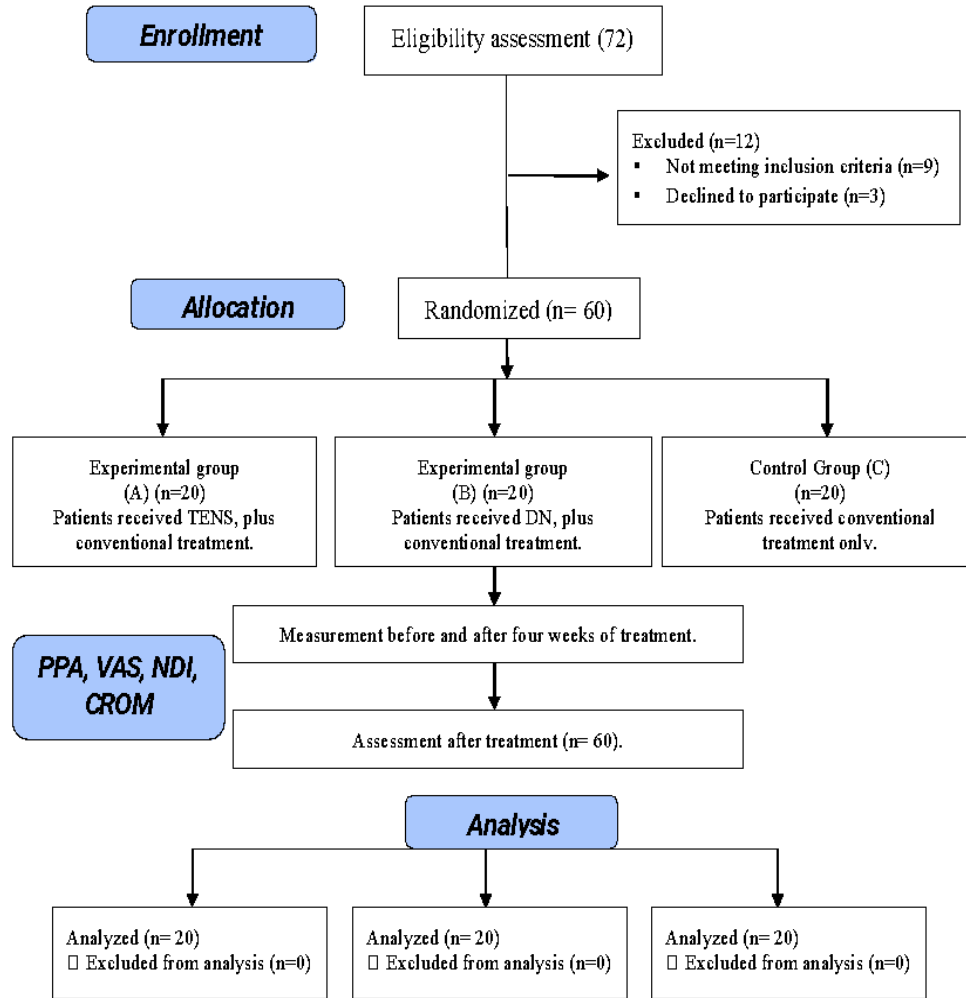 Enrollment
Eligibility assessment (72)
Excluded (n=12)
▪ Not meeting inclusion criteria (n=9)
▪ Declined to participate (n=3)
Allocation
Randomized (n= 60)
Experimental group
(A) (n=20)
Patients received TENS, plus
conventional treatment.
Experimental group
(B) (n=20)
Patients received DN, plus
conventional treatment.
Control Group (C)
(n=20)
Patients received conventional
treatment only.
Measurement before and after four weeks of treatment.
PPA, VAS, NDI,
CROM
Assessment after treatment (n= 60).
Analysis
Analyzed (n= 20)
□ Excluded from analysis (n=0)
Analyzed (n= 20)
□ Excluded from analysis (n=0)
Analyzed (n= 20)
□ Excluded from analysis (n=0)